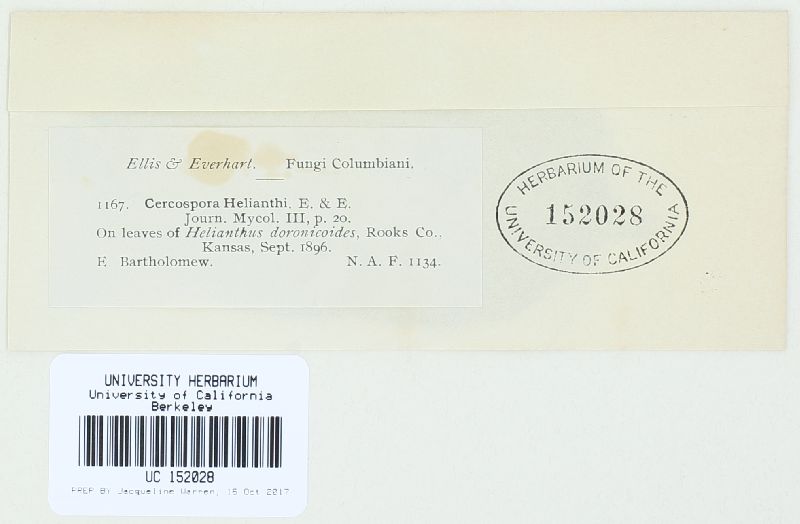 Ellis & Everhart. Fungi Columbiani.
1167. Cercospora Helianthi, E. & E.
Journ. Mycol. III, p. 20.
On leaves of Helianthus doronicoides, Rooks Co.,
Kansas, Sept. 1896.
E. Bartholomew. N. A. F. 1134.
HERBARIUM OF THE
152028
UNIVERSITY OF CALIFORNIA
UNIVERSITY HERBARIUM
University of California
Berkeley
UC 152028
PREP BY Jacqueline Warren, 15 Oct 2017